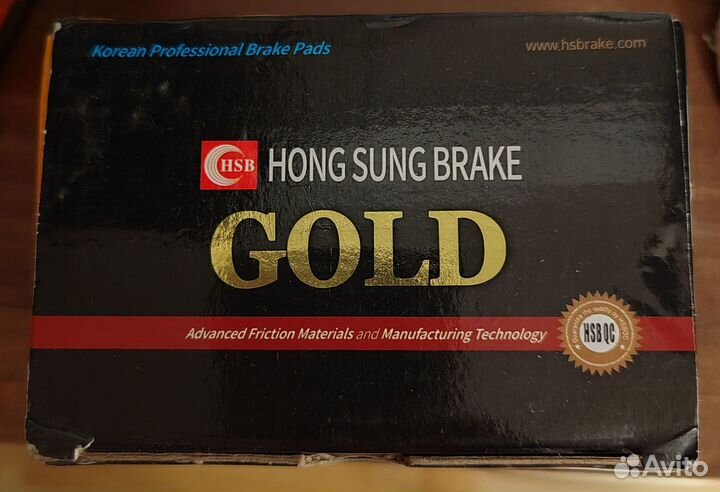 Korean Professional Brake Pads
www.hsbrake.com
HSB HONG SUNG BRAKE
GOLD
Advanced Friction Materials and Manufacturing Technology
HSB QC
Avito